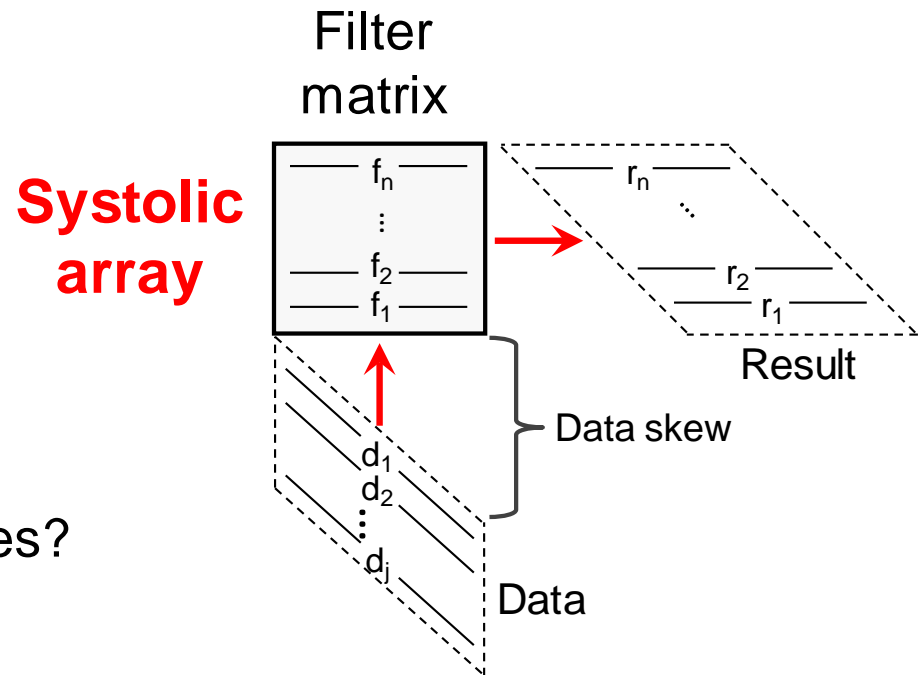 Filter
matrix
Systolic
array
fₙ
⋮
f₂
f₁
rₙ
⋱
r₂
r₁
Result
Data skew
d₁
d₂
⋮
dⱼ
es?
Data